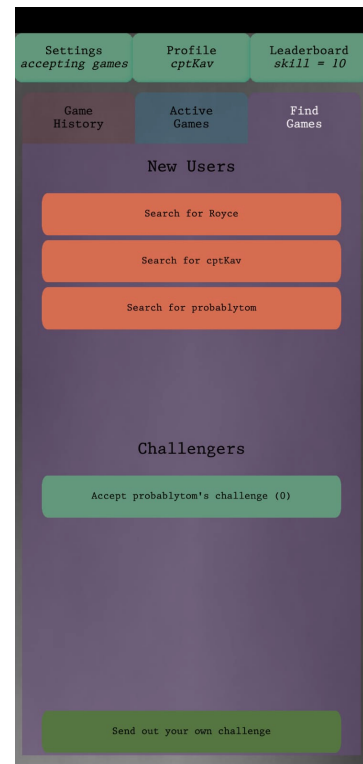 Settings
accepting games
Profile
cptKav
Leaderboard
skill = 10
Game
History
Active
Games
Find
Games
New Users
Search for Royce
Search for cptKav
Search for probablytom
Challengers
Accept probablytom's challenge (0)
Send out your own challenge